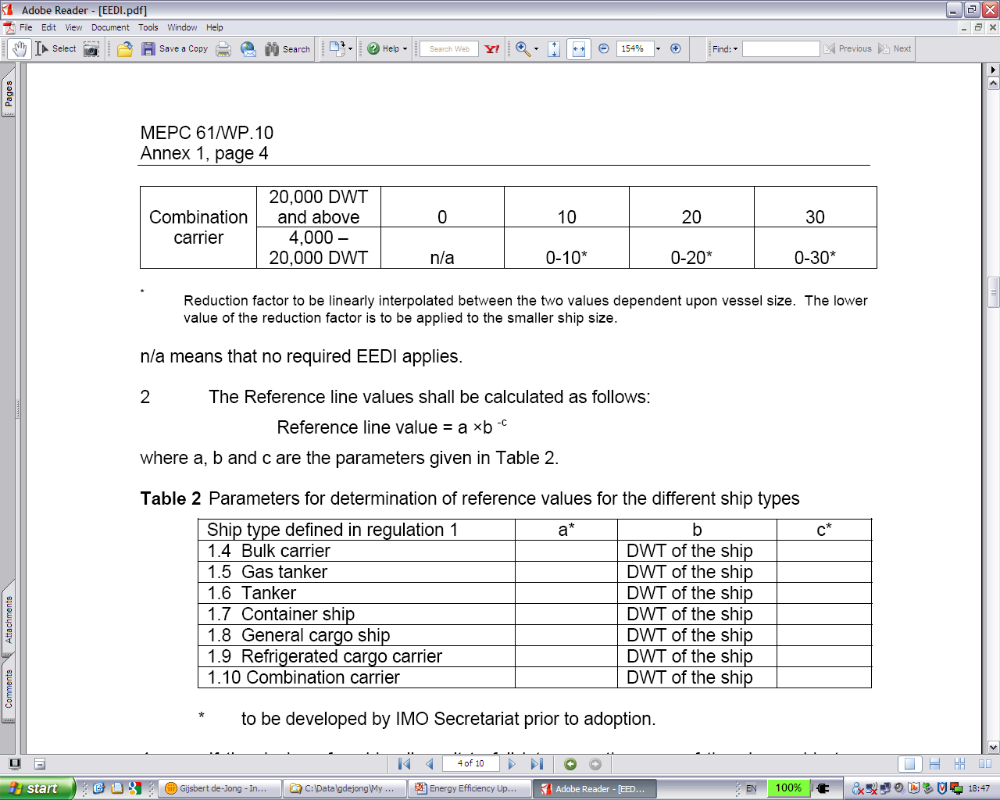 Adobe Reader - [EEDI.pdf]
File Edit View Document Tools Window Help
Select Save a Copy Search Help Search Web Y! 154% Find: Previous Next
Pages
MEPC 61/WP.10
Annex 1, page 4
Combination carrier 20,000 DWT and above 0 10 20 30
4,000 – 20,000 DWT n/a 0-10* 0-20* 0-30*
*
Reduction factor to be linearly interpolated between the two values dependent upon vessel size. The lower
value of the reduction factor is to be applied to the smaller ship size.
n/a means that no required EEDI applies.
2 The Reference line values shall be calculated as follows:
Reference line value = a ×b -c
where a, b and c are the parameters given in Table 2.
Table 2 Parameters for determination of reference values for the different ship types
Ship type defined in regulation 1 a* b c*
1.4 Bulk carrier DWT of the ship
1.5 Gas tanker DWT of the ship
1.6 Tanker DWT of the ship
1.7 Container ship DWT of the ship
1.8 General cargo ship DWT of the ship
1.9 Refrigerated cargo carrier DWT of the ship
1.10 Combination carrier DWT of the ship
* to be developed by IMO Secretariat prior to adoption.
Attachments
Comments
4 of 10
start Gijsbert de-Jong - In... C:\Data\gdejong\My ... Energy Efficiency Up... Adobe Reader - [EED... EN 100% 18:47